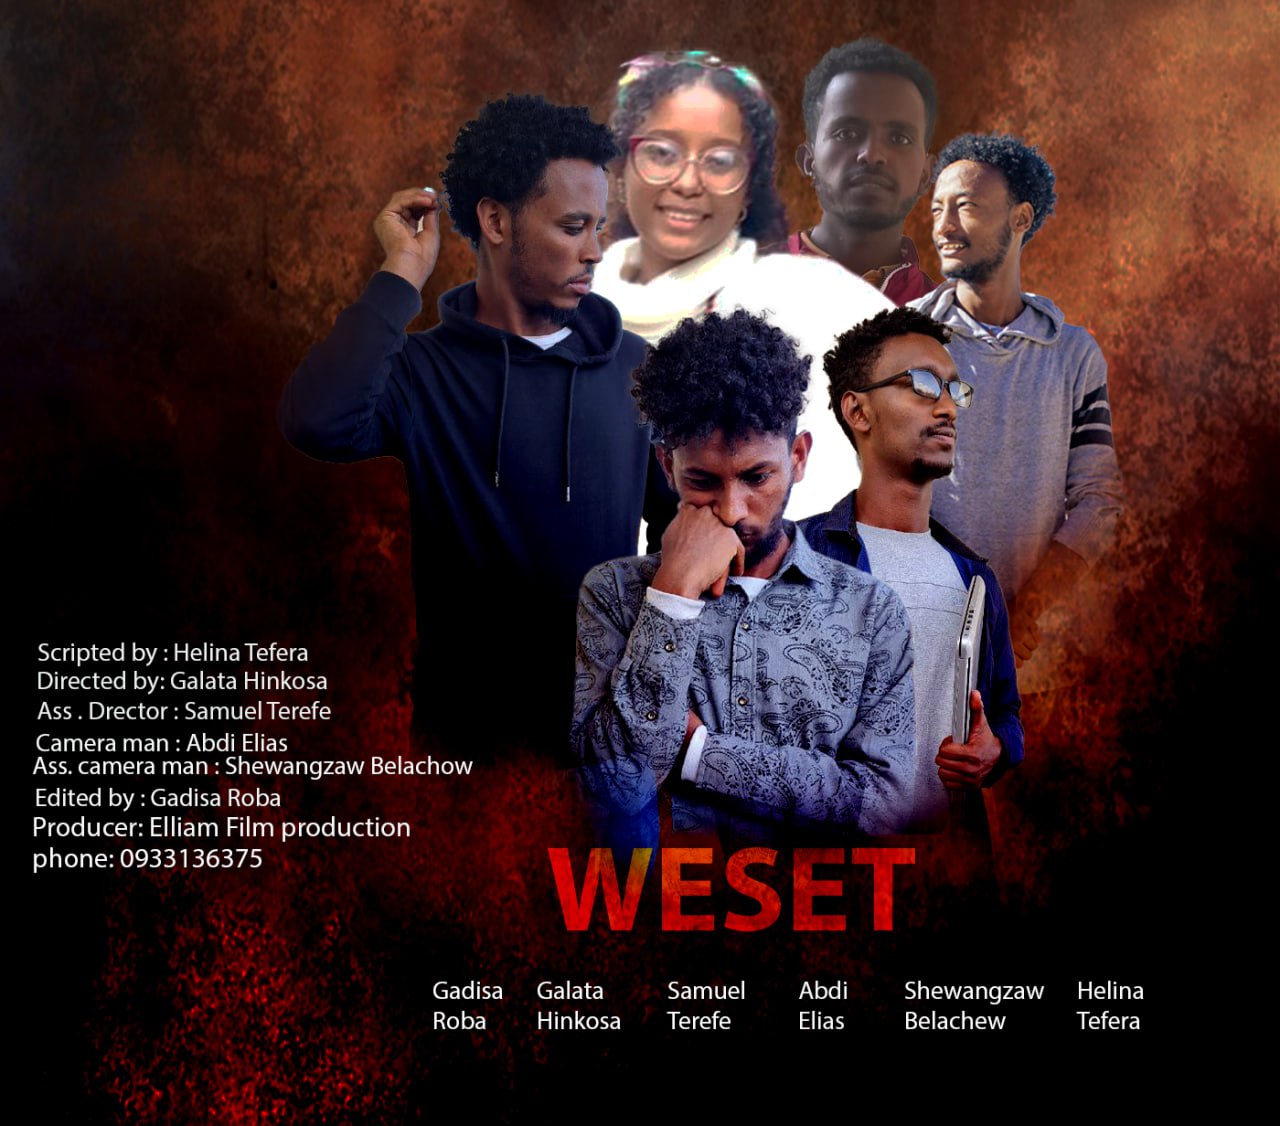 Scripted by : Helina Tefera
Directed by: Galata Hinkosa
Ass . Drector : Samuel Terefe
Camera man : Abdi Elias
Ass. camera man : Shewangzaw Belachow
Edited by : Gadisa Roba
Producer: Elliam Film production
phone: 0933136375
WESET
Gadisa Galata Samuel Abdi Shewangzaw Helina
Roba Hinkosa Terefe Elias Belachew Tefera